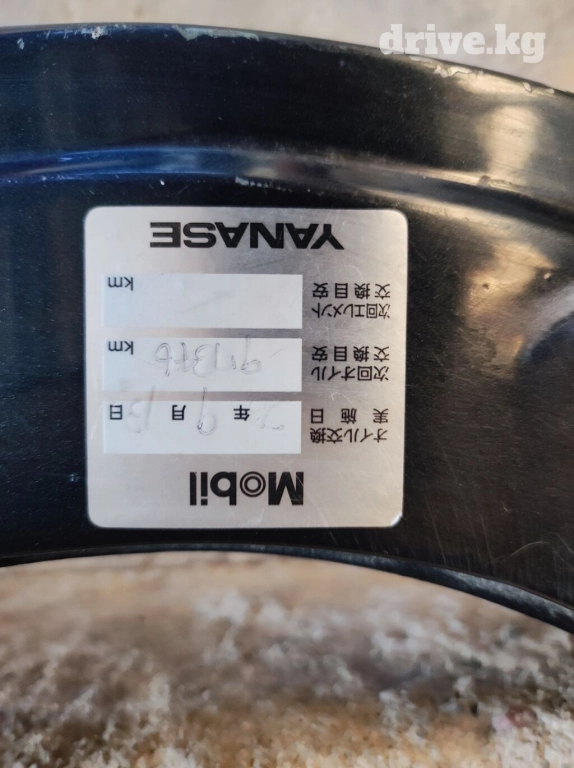 drive.kg
Mobil
オイル交換
実施日
年 月 日
次回オイル
交換目安
km
次回エレメント
交換目安
km
YANASE